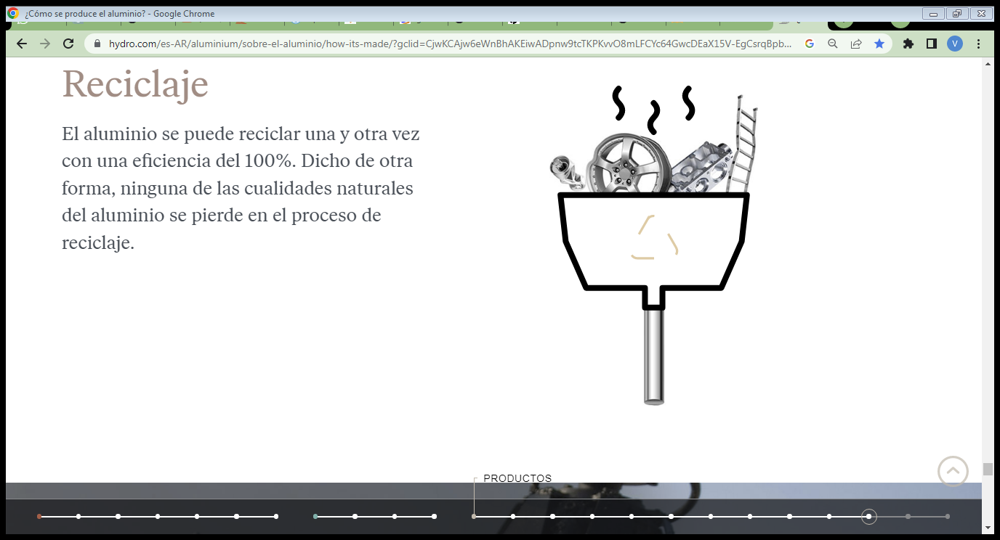 ¿Cómo se produce el aluminio? - Google Chrome
hydro.com/es-AR/aluminium/sobre-el-aluminio/how-its-made/?gclid=CjwKCAjw6eWnBhAKEiwADpnw9tcTKPKvvO8mLFCYc64GwcDEaX15V-EgCsrqBpb...
V
Reciclaje
El aluminio se puede reciclar una y otra vez
con una eficiencia del 100%. Dicho de otra
forma, ninguna de las cualidades naturales
del aluminio se pierde en el proceso de
reciclaje.
PRODUCTOS